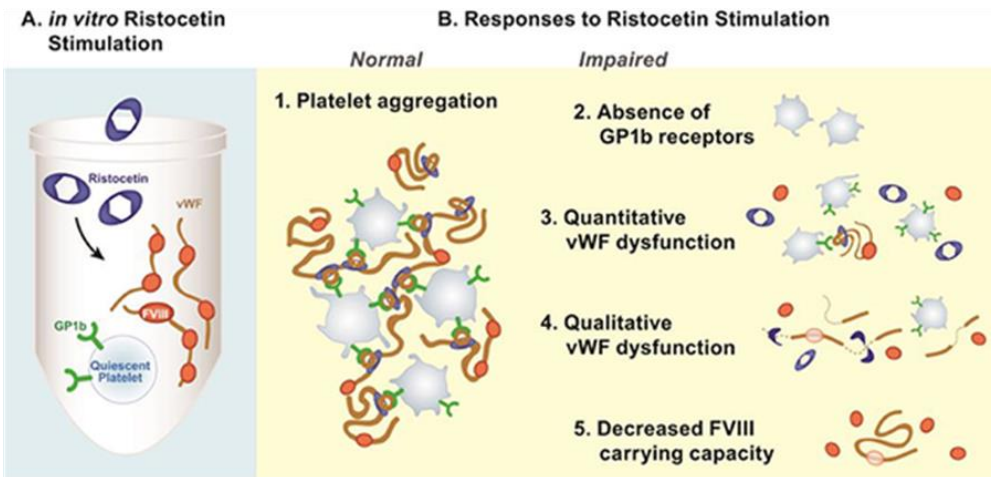 A. in vitro Ristocetin
Stimulation
Ristocetin
vWF
FVIII
GP1b
Quiescent
Platelet
B. Responses to Ristocetin Stimulation
Normal
Impaired
1. Platelet aggregation
2. Absence of
GP1b receptors
3. Quantitative
vWF dysfunction
4. Qualitative
vWF dysfunction
5. Decreased FVIII
carrying capacity